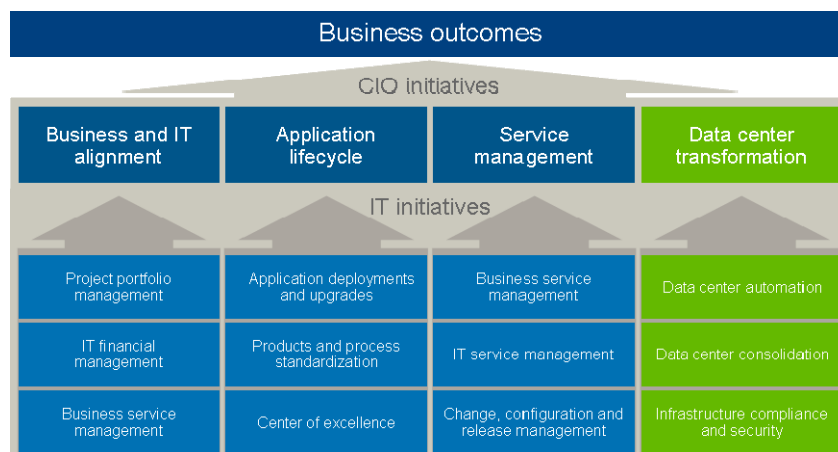 Business outcomes
CIO initiatives
Business and IT
alignment
Application
lifecycle
Service
management
Data center
transformation
IT initiatives
Project portfolio
management
Application deployments
and upgrades
Business service
management
Data center automation
IT financial
management
Products and process
standardization
IT service management
Data center consolidation
Business service
management
Center of excellence
Change, configuration and
release management
Infrastructure compliance
and security